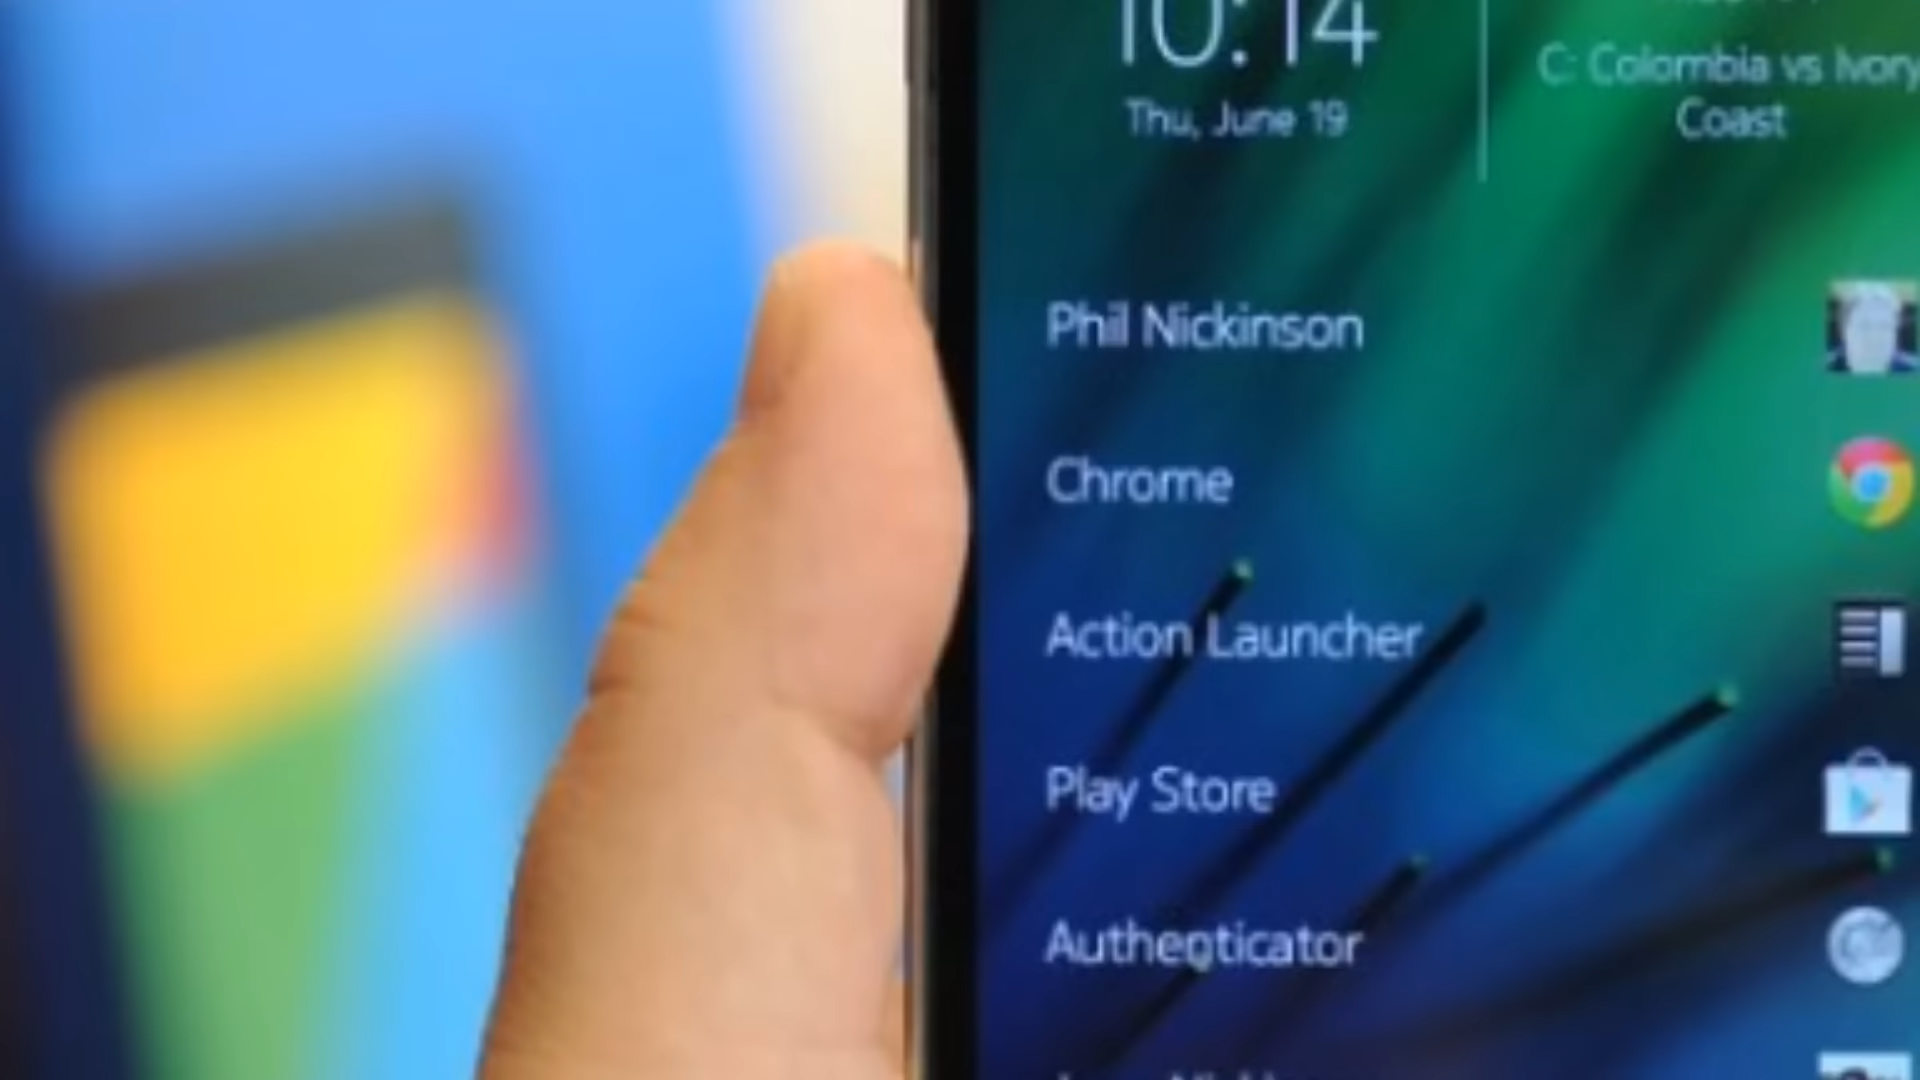 10:14
Thu, June 19
C: Colombia vs Ivory
Coast
Phil Nickinson
Chrome
Action Launcher
Play Store
Authenticator